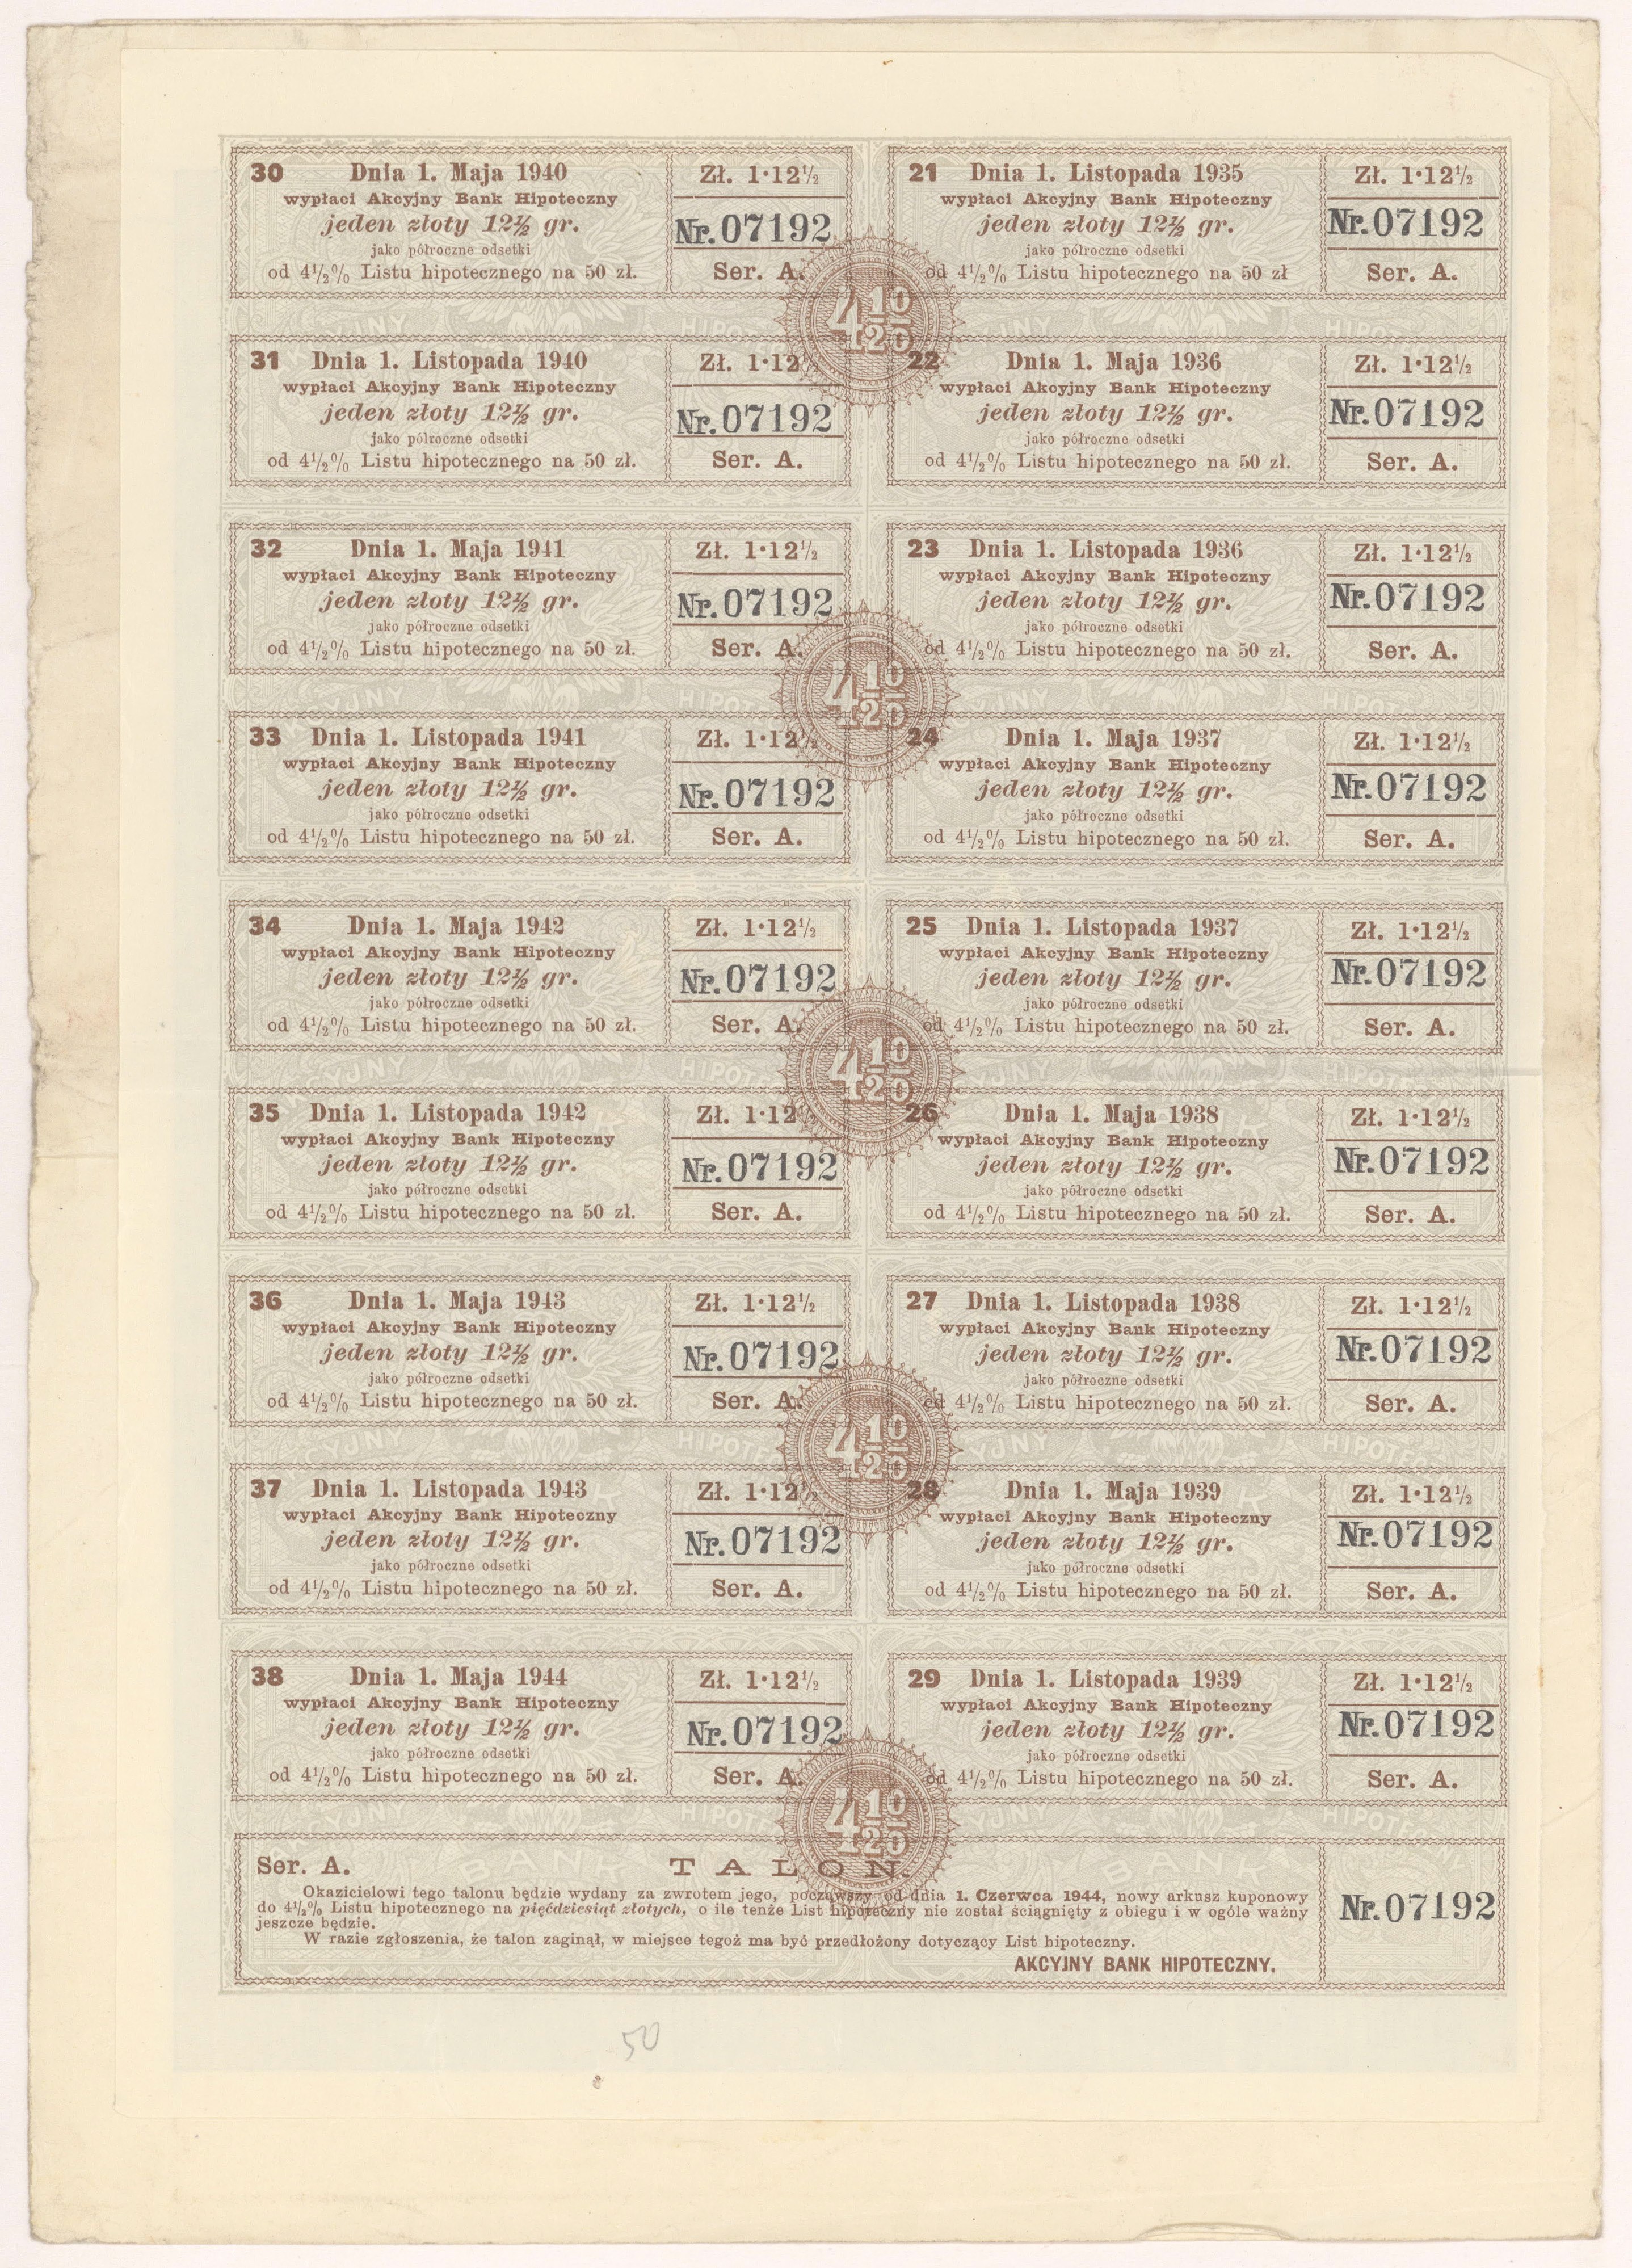 30 Dnia 1. Maja 1940
wypłaci Akcyjny Bank Hipoteczny
jeden złoty 12½ gr.
jako półroczne odsetki
od 4½% Listu hipotecznego na 50 zł.
Zł. 1·12½
Nr. 07192
Ser. A.
31 Dnia 1. Listopada 1940
wypłaci Akcyjny Bank Hipoteczny
jeden złoty 12½ gr.
jako półroczne odsetki
od 4½% Listu hipotecznego na 50 zł.
Zł. 1·12½
Nr. 07192
Ser. A.
32 Dnia 1. Maja 1941
wypłaci Akcyjny Bank Hipoteczny
jeden złoty 12½ gr.
jako półroczne odsetki
od 4½% Listu hipotecznego na 50 zł.
Zł. 1·12½
Nr. 07192
Ser. A.
33 Dnia 1. Listopada 1941
wypłaci Akcyjny Bank Hipoteczny
jeden złoty 12½ gr.
jako półroczne odsetki
od 4½% Listu hipotecznego na 50 zł.
Zł. 1·12½
Nr. 07192
Ser. A.
34 Dnia 1. Maja 1942
wypłaci Akcyjny Bank Hipoteczny
jeden złoty 12½ gr.
jako półroczne odsetki
od 4½% Listu hipotecznego na 50 zł.
Zł. 1·12½
Nr. 07192
Ser. A.
35 Dnia 1. Listopada 1942
wypłaci Akcyjny Bank Hipoteczny
jeden złoty 12½ gr.
jako półroczne odsetki
od 4½% Listu hipotecznego na 50 zł.
Zł. 1·12½
Nr. 07192
Ser. A.
36 Dnia 1. Maja 1943
wypłaci Akcyjny Bank Hipoteczny
jeden złoty 12½ gr.
jako półroczne odsetki
od 4½% Listu hipotecznego na 50 zł.
Zł. 1·12½
Nr. 07192
Ser. A.
37 Dnia 1. Listopada 1943
wypłaci Akcyjny Bank Hipoteczny
jeden złoty 12½ gr.
jako półroczne odsetki
od 4½% Listu hipotecznego na 50 zł.
Zł. 1·12½
Nr. 07192
Ser. A.
38 Dnia 1. Maja 1944
wypłaci Akcyjny Bank Hipoteczny
jeden złoty 12½ gr.
jako półroczne odsetki
od 4½% Listu hipotecznego na 50 zł.
Zł. 1·12½
Nr. 07192
Ser. A.
21 Dnia 1. Listopada 1935
wypłaci Akcyjny Bank Hipoteczny
jeden złoty 12½ gr.
jako półroczne odsetki
od 4½% Listu hipotecznego na 50 zł
Zł. 1·12½
Nr. 07192
Ser. A.
22 Dnia 1. Maja 1936
wypłaci Akcyjny Bank Hipoteczny
jeden złoty 12½ gr.
jako półroczne odsetki
od 4½% Listu hipotecznego na 50 zł.
Zł. 1·12½
Nr. 07192
Ser. A.
23 Dnia 1. Listopada 1936
wypłaci Akcyjny Bank Hipoteczny
jeden złoty 12½ gr.
jako półroczne odsetki
od 4½% Listu hipotecznego na 50 zł.
Zł. 1·12½
Nr. 07192
Ser. A.
24 Dnia 1. Maja 1937
wypłaci Akcyjny Bank Hipoteczny
jeden złoty 12½ gr.
jako półroczne odsetki
od 4½% Listu hipotecznego na 50 zł.
Zł. 1·12½
Nr. 07192
Ser. A.
25 Dnia 1. Listopada 1937
wypłaci Akcyjny Bank Hipoteczny
jeden złoty 12½ gr.
jako półroczne odsetki
od 4½% Listu hipotecznego na 50 zł.
Zł. 1·12½
Nr. 07192
Ser. A.
26 Dnia 1. Maja 1938
wypłaci Akcyjny Bank Hipoteczny
jeden złoty 12½ gr.
jako półroczne odsetki
od 4½% Listu hipotecznego na 50 zł.
Zł. 1·12½
Nr. 07192
Ser. A.
27 Dnia 1. Listopada 1938
wypłaci Akcyjny Bank Hipoteczny
jeden złoty 12½ gr.
jako półroczne odsetki
od 4½% Listu hipotecznego na 50 zł.
Zł. 1·12½
Nr. 07192
Ser. A.
28 Dnia 1. Maja 1939
wypłaci Akcyjny Bank Hipoteczny
jeden złoty 12½ gr.
jako półroczne odsetki
od 4½% Listu hipotecznego na 50 zł.
Zł. 1·12½
Nr. 07192
Ser. A.
29 Dnia 1. Listopada 1939
wypłaci Akcyjny Bank Hipoteczny
jeden złoty 12½ gr.
jako półroczne odsetki
od 4½% Listu hipotecznego na 50 zł.
Zł. 1·12½
Nr. 07192
Ser. A.
4½%
4½%
4½%
4½%
4½%
Ser. A. TALON.
Okazicielowi tego talonu będzie wydany za zwrotem jego, począwszy od dnia 1. Czerwca 1944, nowy arkusz kuponowy
do 4½% Listu hipotecznego na pięćdziesiąt złotych, o ile tenże List hipoteczny nie został ściągnięty z obiegu i w ogóle ważny
jeszcze będzie.
W razie zgłoszenia, że talon zaginął, w miejsce tegoż ma być przedłożony dotyczący List hipoteczny.
AKCYJNY BANK HIPOTECZNY.
Nr. 07192
50